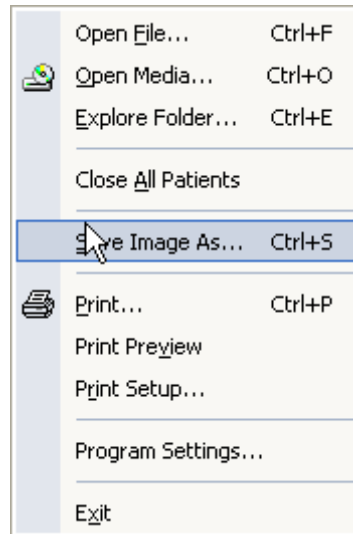 Open File... Ctrl+F
Open Media... Ctrl+O
Explore Folder... Ctrl+E
Close All Patients
Save Image As... Ctrl+S
Print... Ctrl+P
Print Preview
Print Setup...
Program Settings...
Exit